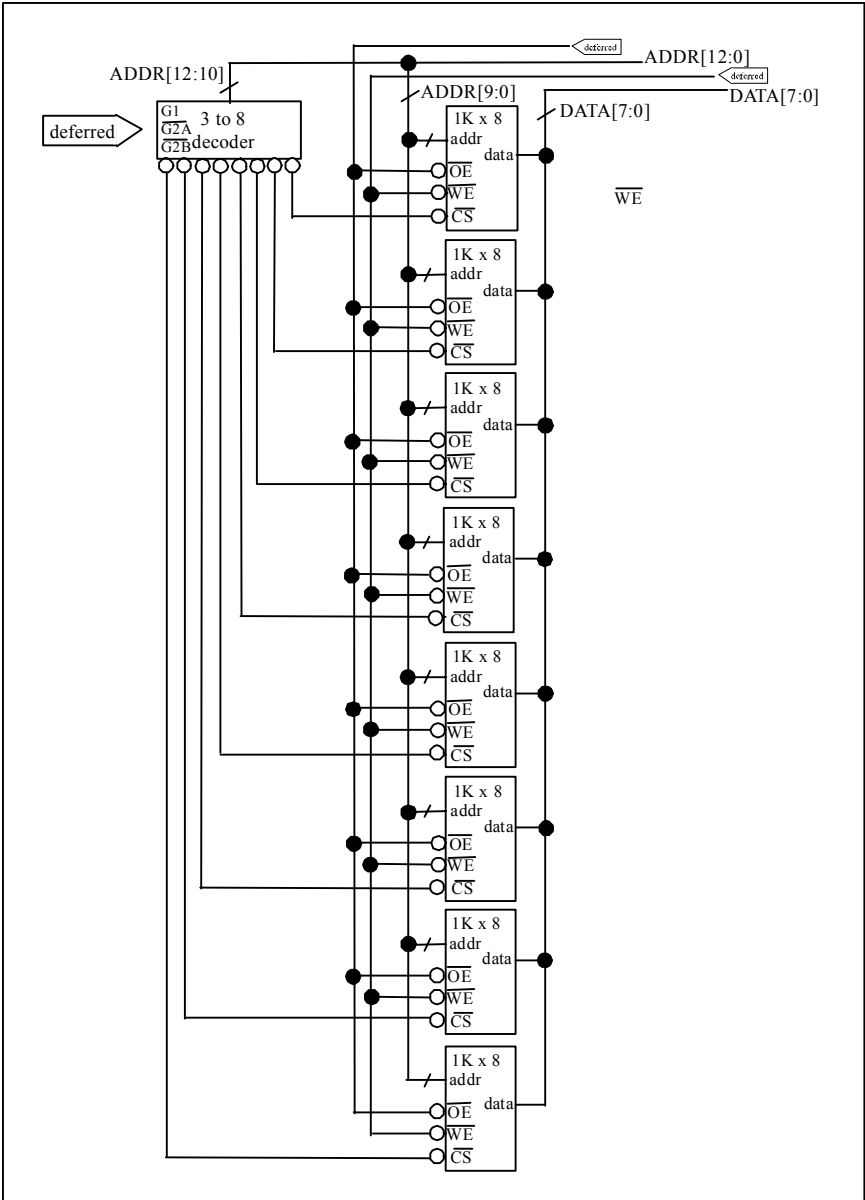 deferred
ADDR[12:0]
ADDR[12:10]
deferred
ADDR[9:0]
DATA[7:0]
DATA[7:0]
deferred
G1
G2A
G2B
3 to 8
decoder
1K x 8
addr
data
OE
WE
CS
WE
1K x 8
addr
data
OE
WE
CS
1K x 8
addr
data
OE
WE
CS
1K x 8
addr
data
OE
WE
CS
1K x 8
addr
data
OE
WE
CS
1K x 8
addr
data
OE
WE
CS
1K x 8
addr
data
OE
WE
CS
1K x 8
addr
data
OE
WE
CS